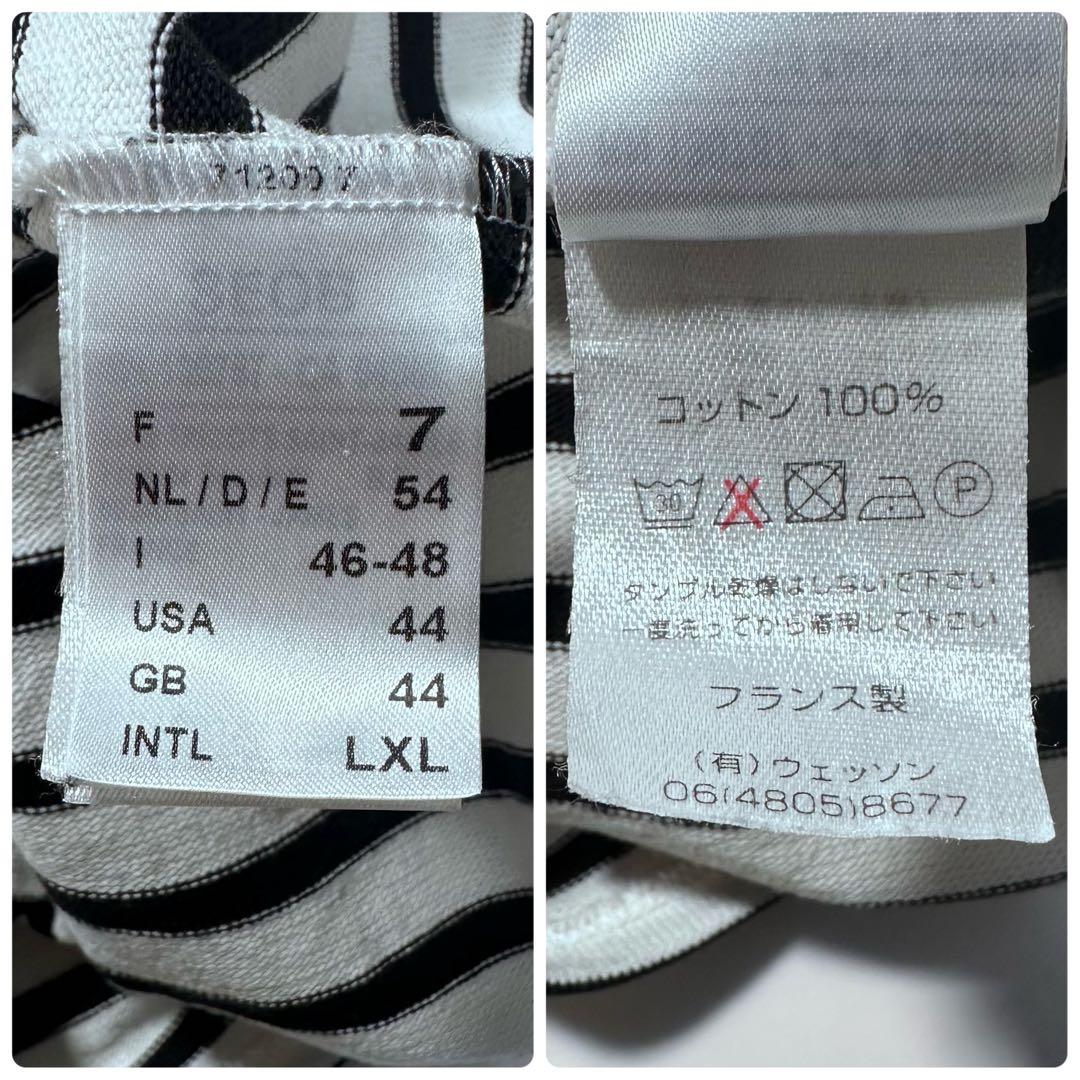 71200 7
F 7
NL / D / E 54
I 46-48
USA 44
GB 44
INTL LXL
コットン 100%
30 P
タンブル乾燥はしないで下さい
一度洗ってから着用して下さい
フランス製
(有)ウェッソン
06(4805)8677